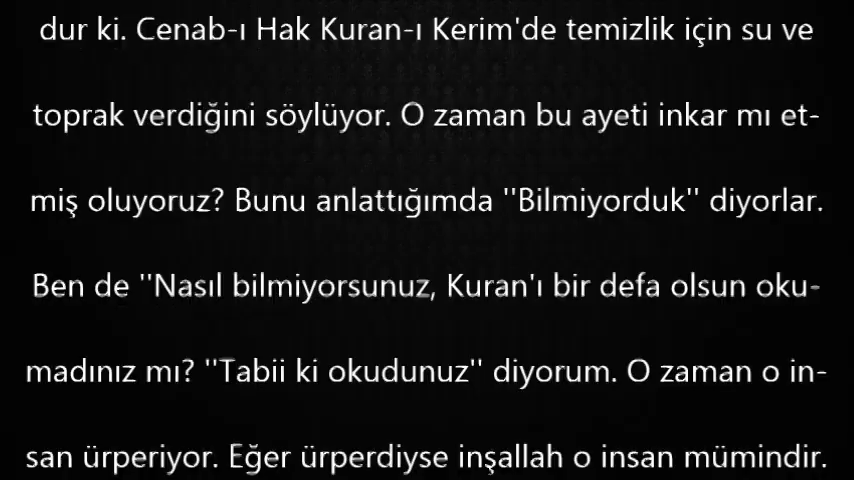 dur ki. Cenab-ı Hak Kuran-ı Kerim'de temizlik için su ve
toprak verdiğini söylüyor. O zaman bu ayeti inkar mı et-
miş oluyoruz? Bunu anlattığımda ''Bilmiyorduk'' diyorlar.
Ben de ''Nasıl bilmiyorsunuz, Kuran'ı bir defa olsun oku-
madınız mı? ''Tabii ki okudunuz'' diyorum. O zaman o in-
san ürperiyor. Eğer ürperdiyse inşallah o insan mümindir.